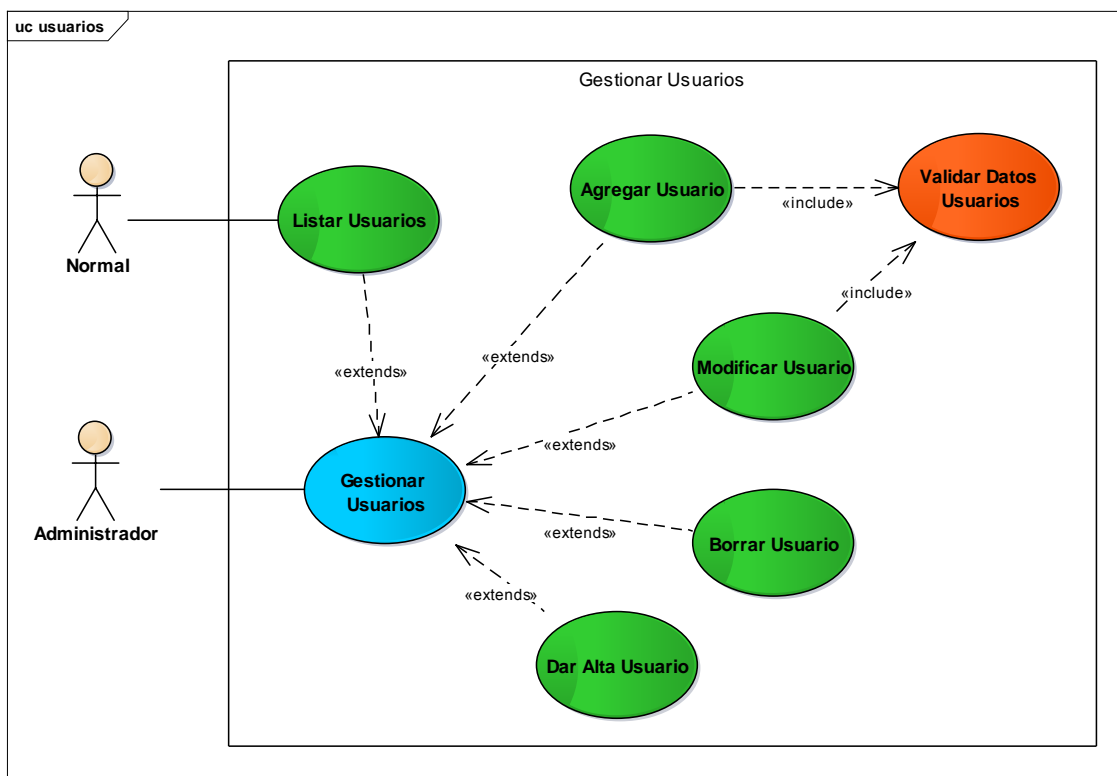 uc usuarios
Gestionar Usuarios
Normal
Listar Usuarios
Agregar Usuario
Validar Datos
Usuarios
«include»
«include»
Modificar Usuario
«extends»
«extends»
«extends»
Administrador
Gestionar
Usuarios
«extends»
Borrar Usuario
«extends»
Dar Alta Usuario